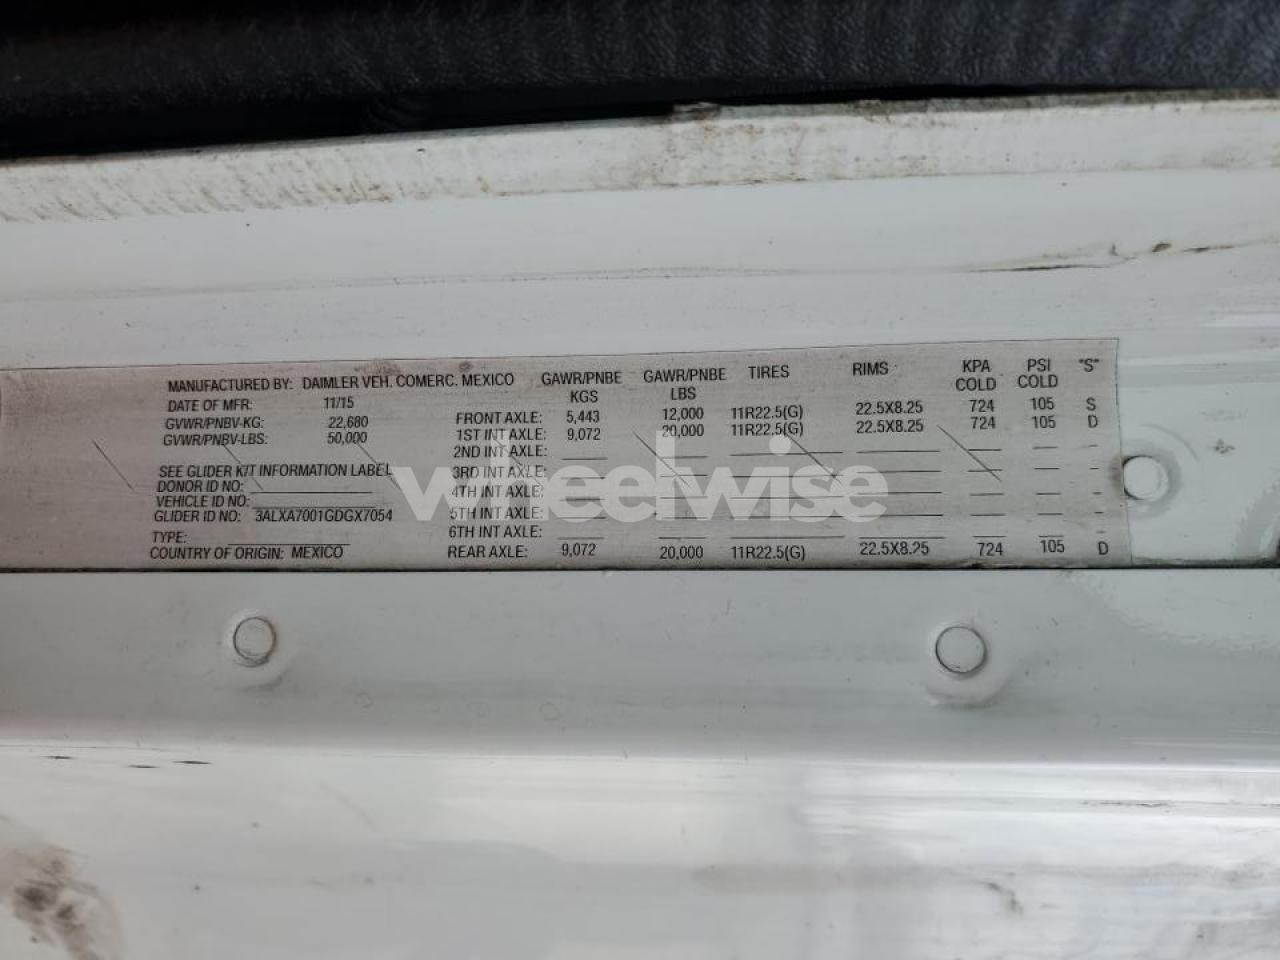 MANUFACTURED BY: DAIMLER VEH. COMERC. MEXICO GAWR/PNBE KGS GAWR/PNBE LBS TIRES RIMS KPA COLD PSI COLD "S"
DATE OF MFR: 11/15 FRONT AXLE: 5,443 12,000 11R22.5(G) 22.5X8.25 724 105 S
GVWR/PNBV-KG: 22,680 1ST INT AXLE: 9,072 20,000 11R22.5(G) 22.5X8.25 724 105 D
GVWR/PNBV-LBS: 50,000 2ND INT AXLE:
SEE GLIDER KIT INFORMATION LABEL 3RD INT AXLE:
DONOR ID NO: 4TH INT AXLE:
VEHICLE ID NO:
GLIDER ID NO: 3ALXA7001GDGX7054 5TH INT AXLE:
TYPE: 6TH INT AXLE:
COUNTRY OF ORIGIN: MEXICO REAR AXLE: 9,072 20,000 11R22.5(G) 22.5X8.25 724 105 D
wheelwise